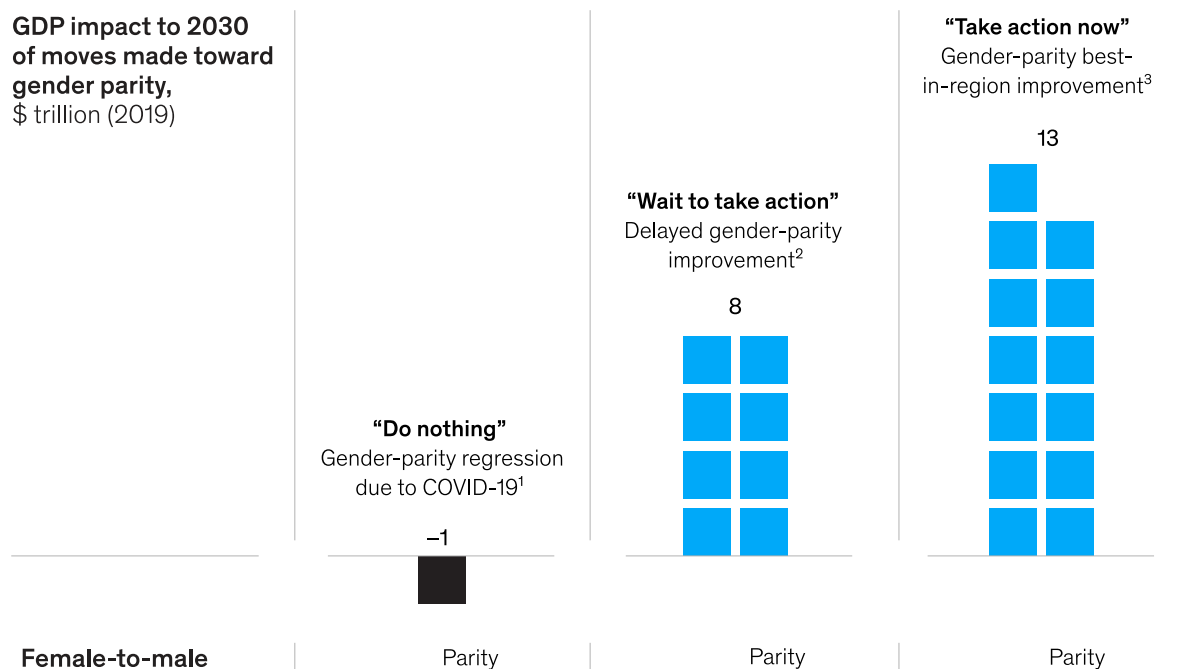 GDP impact to 2030
of moves made toward
gender parity,
$ trillion (2019)
“Do nothing”
Gender-parity regression
due to COVID-19¹
–1
“Wait to take action”
Delayed gender-parity
improvement²
8
“Take action now”
Gender-parity best-
in-region improvement³
13
Female-to-male
Parity
Parity
Parity